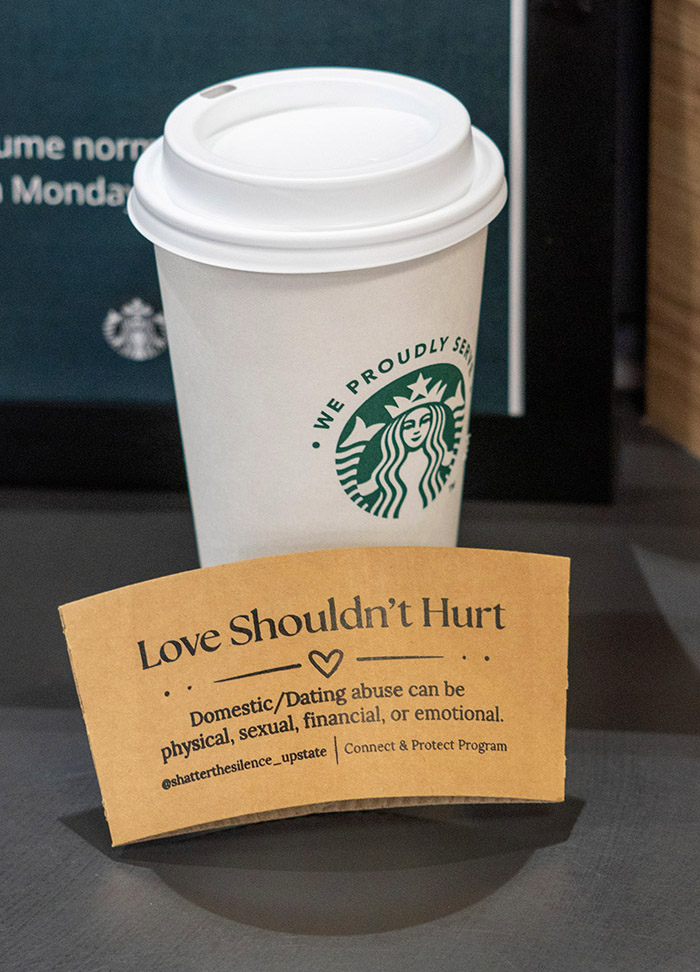 ume norm
Monday
• WE PROUDLY SERVE
Love Shouldn't Hurt
Domestic/Dating abuse can be
physical, sexual, financial, or emotional.
@shatterthesilence_upstate | Connect & Protect Program